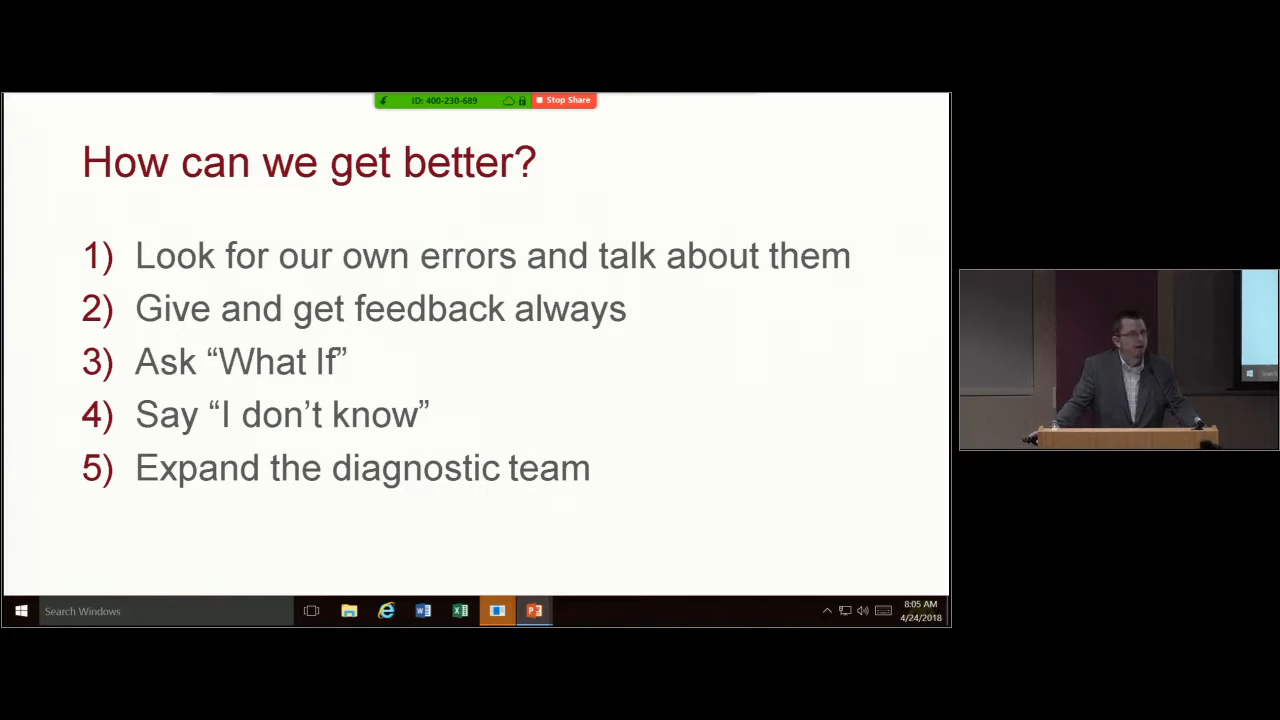 ID: 400-230-689
Stop Share
How can we get better?
1) Look for our own errors and talk about them
2) Give and get feedback always
3) Ask “What If”
4) Say “I don’t know”
5) Expand the diagnostic team
Search Windows
8:05 AM
4/24/2018